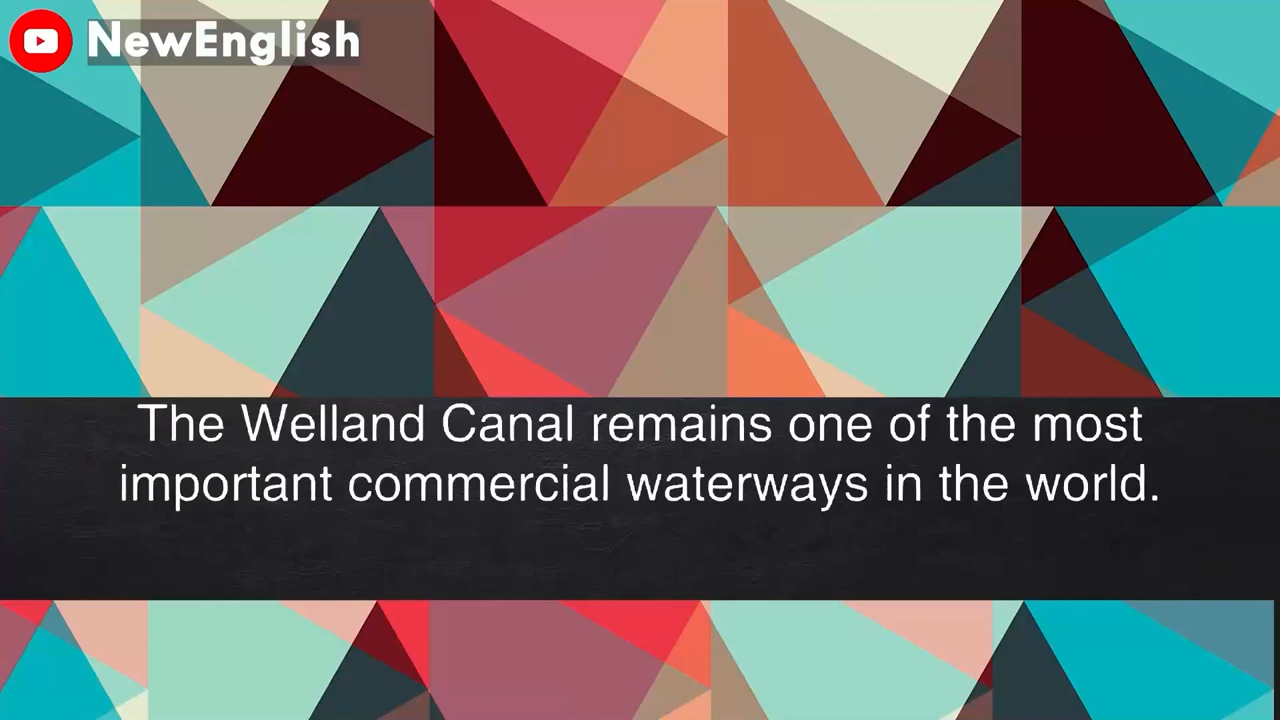 NewEnglish
The Welland Canal remains one of the most
important commercial waterways in the world.